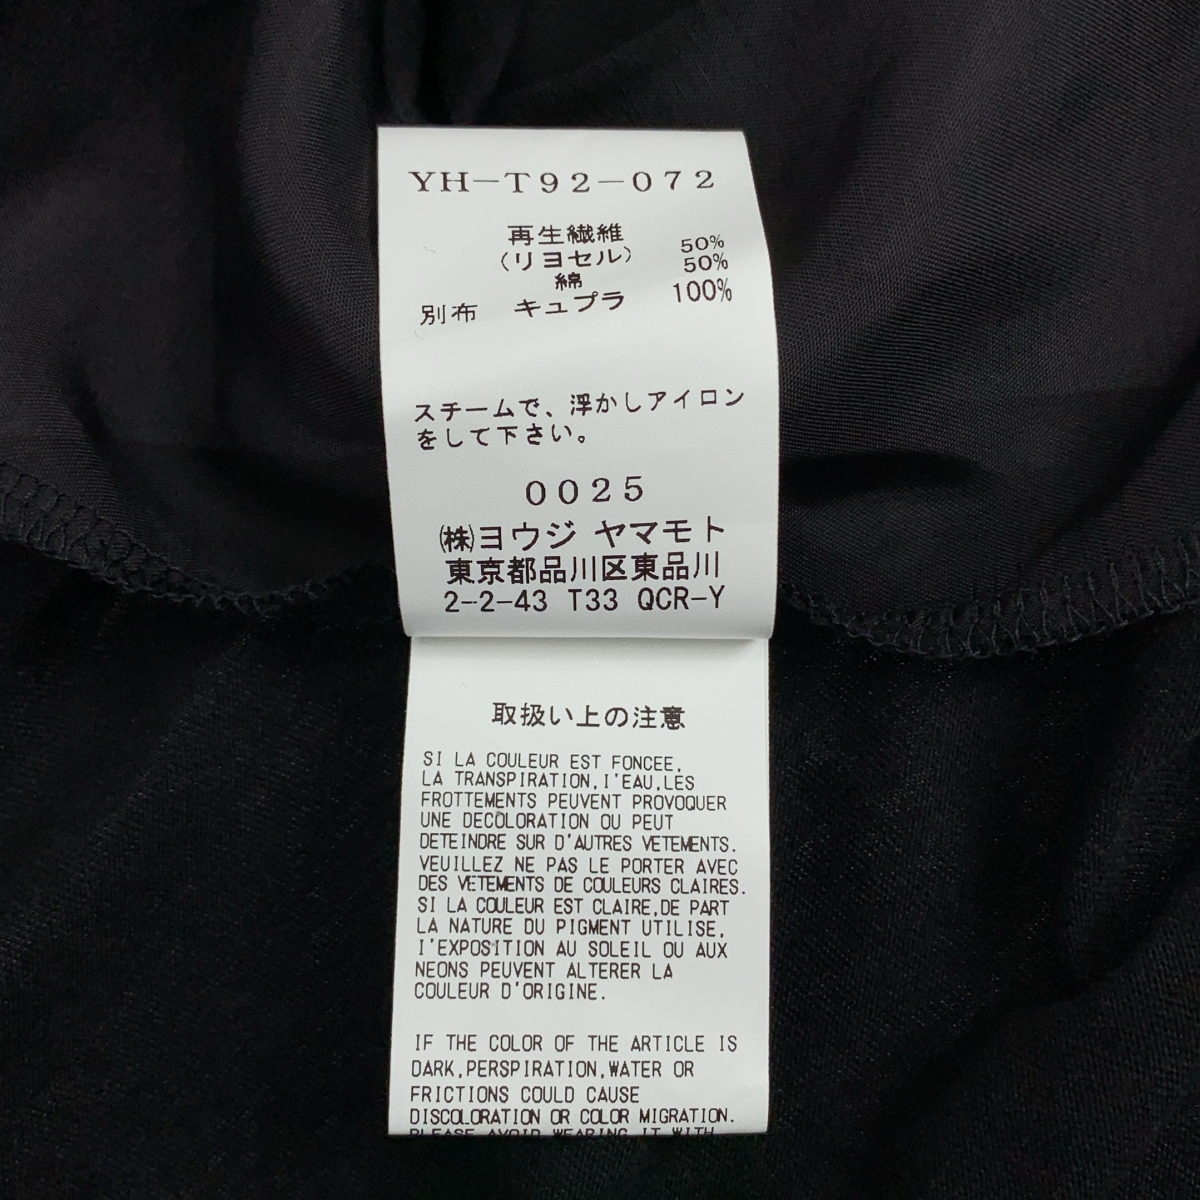 YH-T92-072
再生繊維
(リヨセル) 50%
綿 50%
別布 キュプラ 100%
スチームで、浮かしアイロン
をして下さい。
0025
㈱ヨウジ ヤマモト
東京都品川区東品川
2-2-43 T33 QCR-Y
取扱い上の注意
SI LA COULEUR EST FONCEE,
LA TRANSPIRATION,I'EAU,LES
FROTTEMENTS PEUVENT PROVOQUER
UNE DECOLORATION OU PEUT
DETEINDRE SUR D'AUTRES VETEMENTS.
VEUILLEZ NE PAS LE PORTER AVEC
DES VETEMENTS DE COULEURS CLAIRES.
SI LA COULEUR EST CLAIRE,DE PART
LA NATURE DU PIGMENT UTILISE,
I'EXPOSITION AU SOLEIL OU AUX
NEONS PEUVENT ALTERER LA
COULEUR D'ORIGINE.
IF THE COLOR OF THE ARTICLE IS
DARK,PERSPIRATION,WATER OR
FRICTIONS COULD CAUSE
DISCOLORATION OR COLOR MIGRATION.
PLEASE AVOID WEARING IT WITH